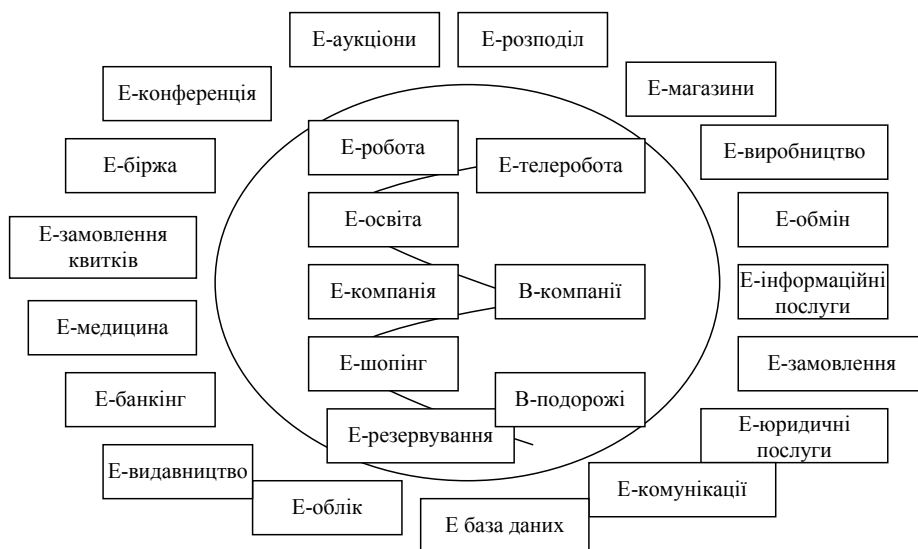 Е-аукціони
Е-розподіл
Е-конференція
Е-магазини
Е-робота
Е-телеробота
Е-виробництво
Е-біржа
Е-освіта
Е-обмін
Е-замовлення
квитків
Е-компанія
В-компанії
Е-інформаційні
послуги
Е-медицина
Е-шопінг
Е-замовлення
Е-банкінг
В-подорожі
Е-резервування
Е-юридичні
послуги
Е-видавництво
Е-облік
Е-комунікації
Е база даних